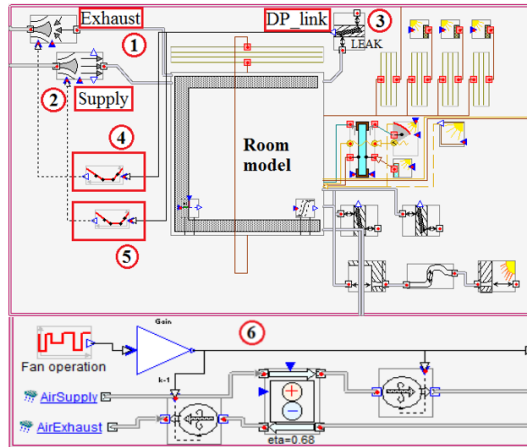 Exhaust
DP_link
3
1
LEAK
2
Supply
Room
model
4
5
6
Gain
Fan operation
k-1
AirSupply
AirExhaust
eta=0.68